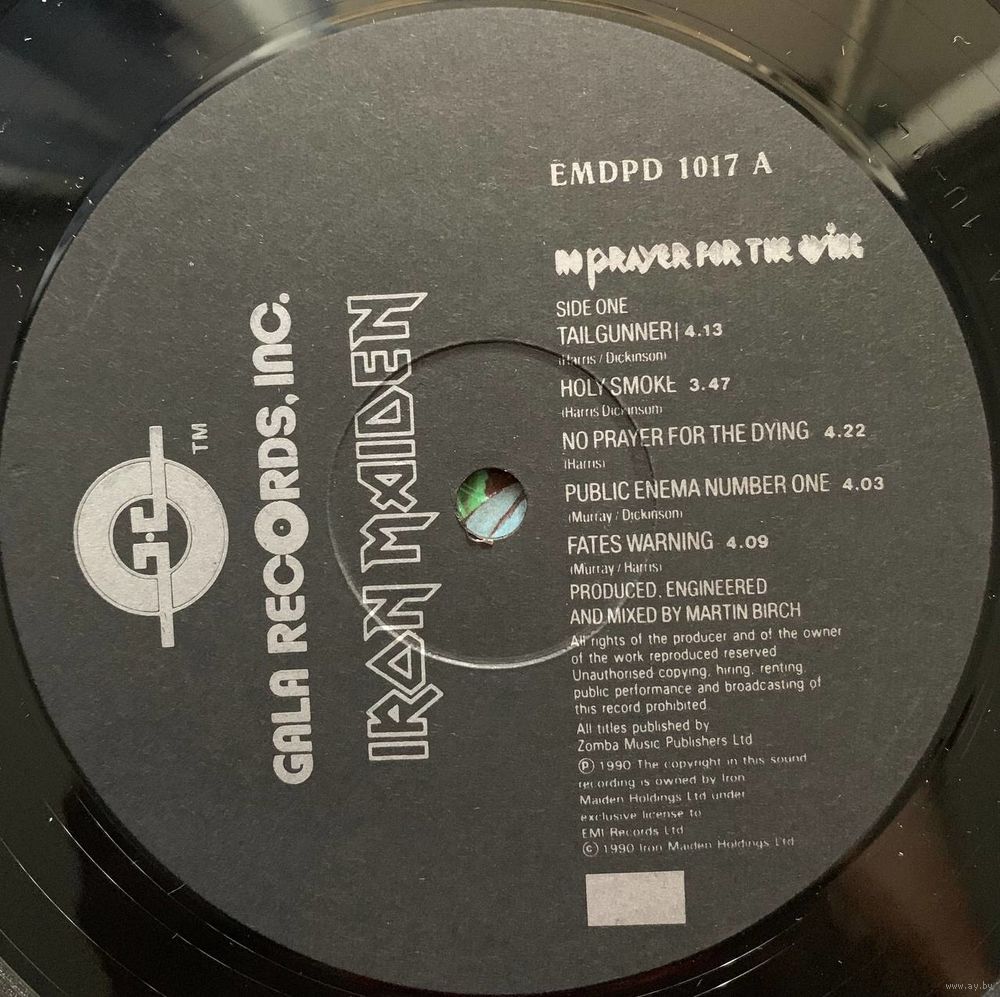 EMDPD 1017 A
NO PRAYER FOR THE DYING
SIDE ONE
TAILGUNNER 4.13
(Harris / Dickinson)
HOLY SMOKE 3.47
(Harris Dickinson)
NO PRAYER FOR THE DYING 4.22
(Harris)
PUBLIC ENEMA NUMBER ONE 4.03
(Murray / Dickinson)
FATES WARNING 4.09
(Murray / Harris)
PRODUCED, ENGINEERED
AND MIXED BY MARTIN BIRCH
All rights of the producer and of the owner
of the work reproduced reserved
Unauthorised copying, hiring, renting,
public performance and broadcasting of
this record prohibited
All titles published by
Zomba Music Publishers Ltd
℗ 1990 The copyright in this sound
recording is owned by Iron
Maiden Holdings Ltd under
exclusive license to
EMI Records Ltd
© 1990 Iron Maiden Holdings Ltd
IRON MAIDEN
GALA RECORDS, INC.
TM
www.ay.by